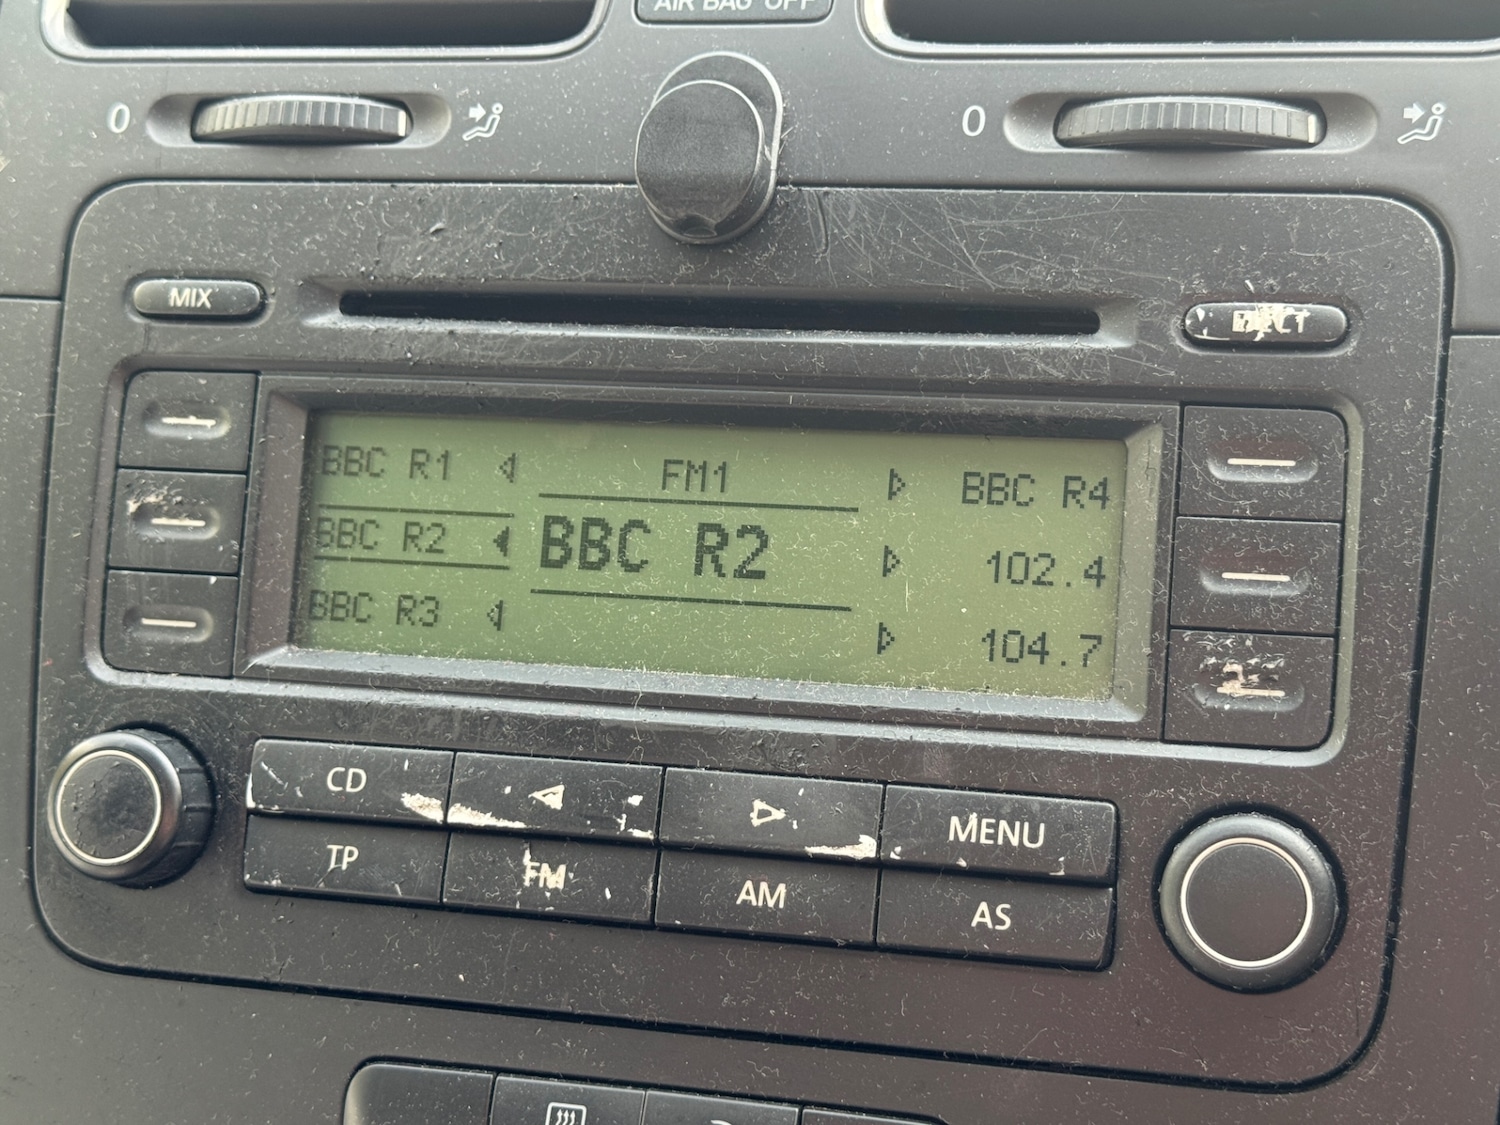 AIR BAG OFF
0
0
MIX
EJECT
BBC R1
FM1
BBC R4
BBC R2
BBC R2
102.4
BBC R3
104.7
CD
MENU
TP
FM
AM
AS